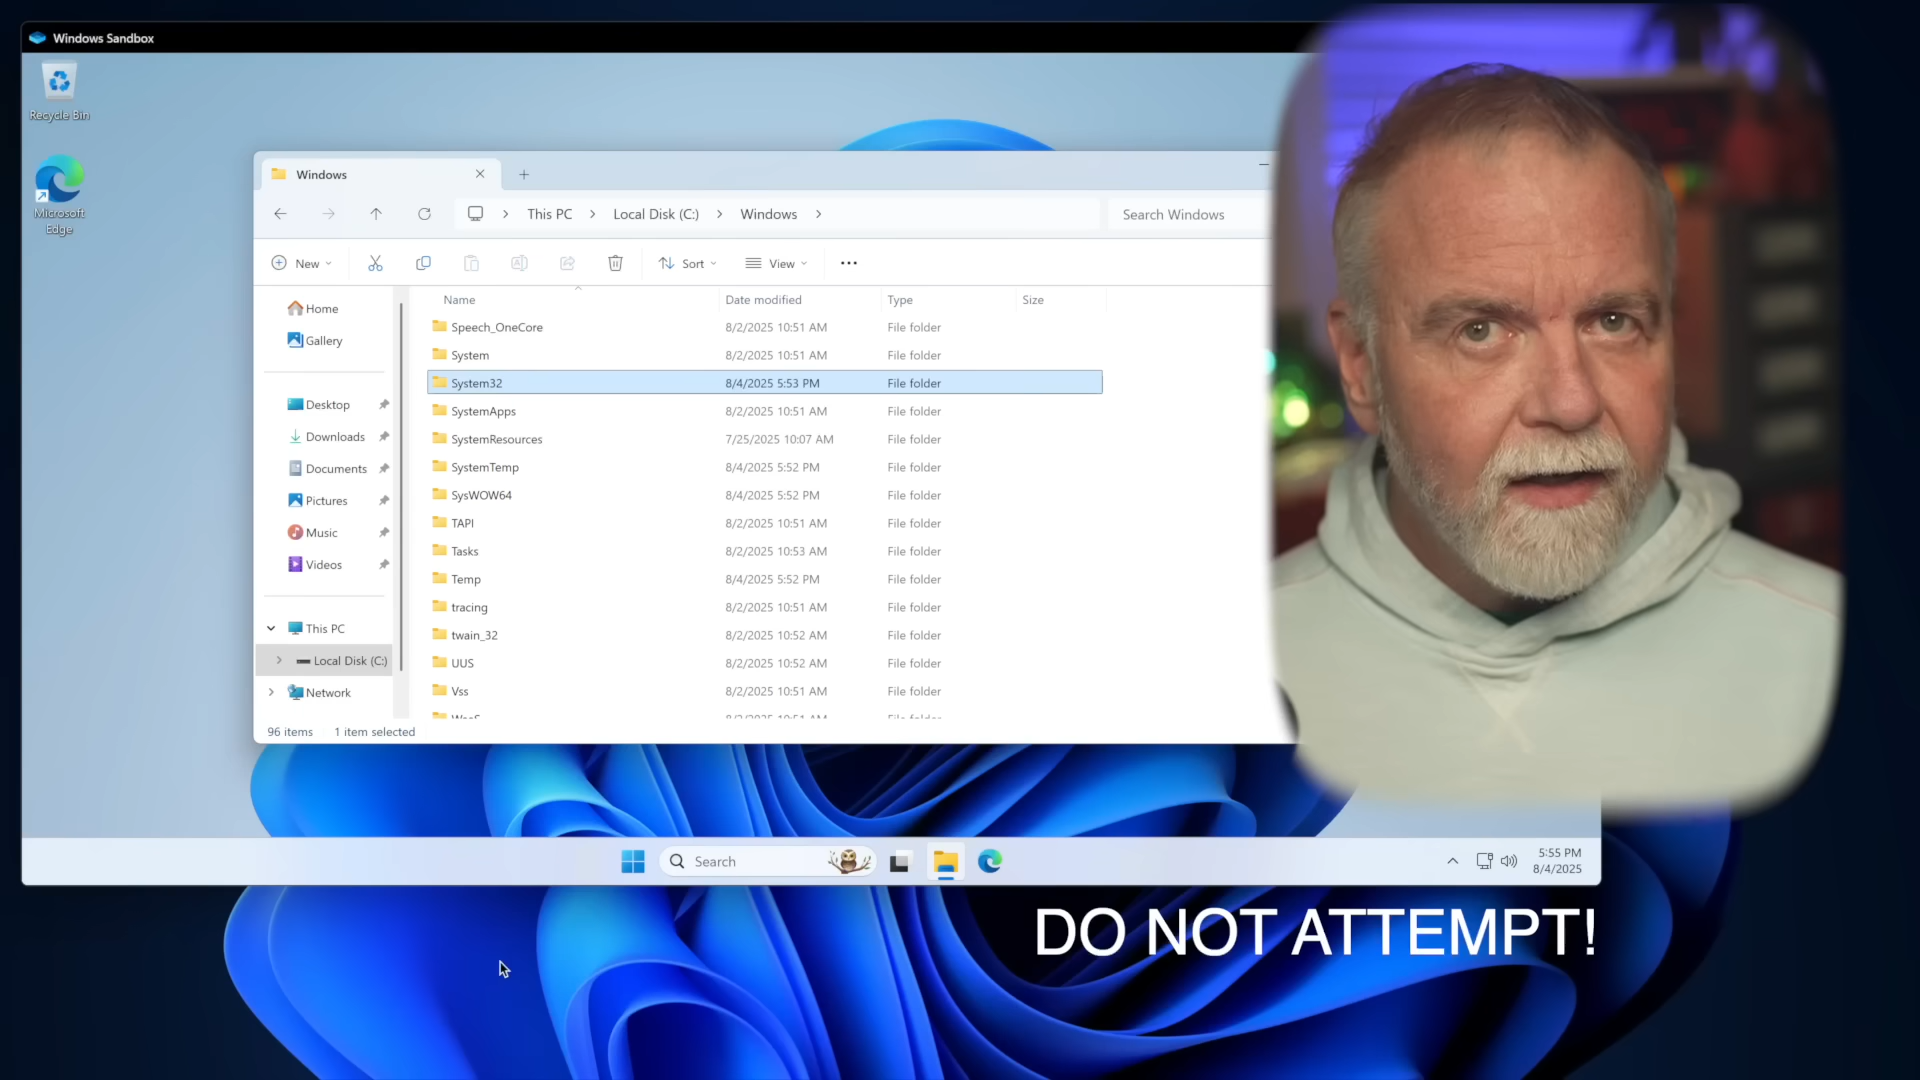 Windows Sandbox
Recycle Bin
Microsoft
Edge
Windows
This PC
Local Disk (C:)
Windows
Search Windows
New
Sort
View
Home
Gallery
Desktop
Downloads
Documents
Pictures
Music
Videos
This PC
Local Disk (C:)
Network
Name Date modified Type Size
Speech_OneCore 8/2/2025 10:51 AM File folder
System 8/2/2025 10:51 AM File folder
System32 8/4/2025 5:53 PM File folder
SystemApps 8/2/2025 10:51 AM File folder
SystemResources 7/25/2025 10:07 AM File folder
SystemTemp 8/4/2025 5:52 PM File folder
SysWOW64 8/4/2025 5:52 PM File folder
TAPI 8/2/2025 10:51 AM File folder
Tasks 8/2/2025 10:53 AM File folder
Temp 8/4/2025 5:52 PM File folder
tracing 8/2/2025 10:51 AM File folder
twain_32 8/2/2025 10:52 AM File folder
UUS 8/2/2025 10:52 AM File folder
Vss 8/2/2025 10:51 AM File folder
96 items 1 item selected
Search
5:55 PM
8/4/2025
DO NOT ATTEMPT!